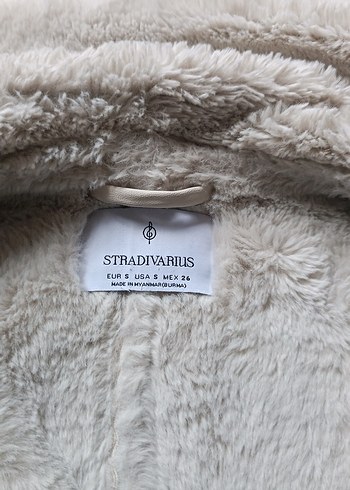 STRADIVARIUS
EUR S USA S MEX 26
MADE IN MYANMAR (BURMA)